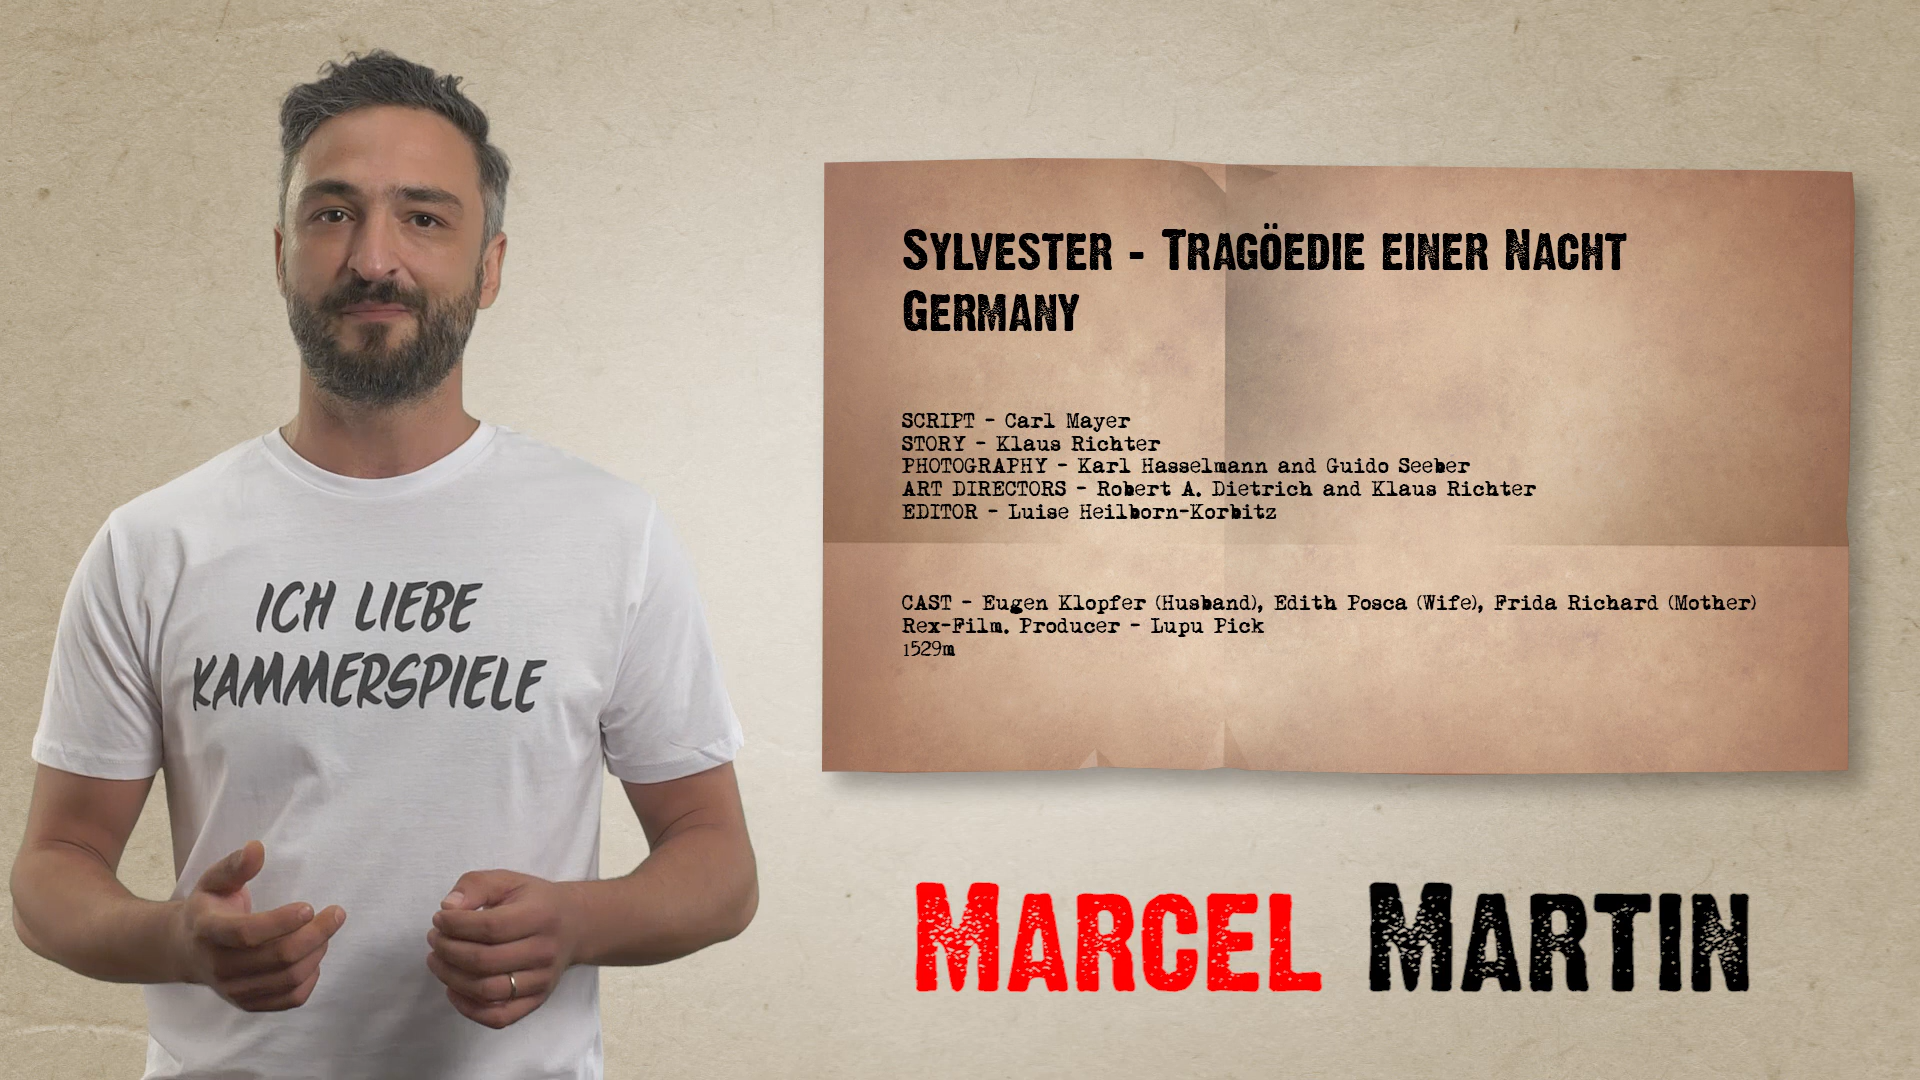 ICH LIEBE
KAMMERSPIELE
Sylvester - Tragöedie einer Nacht
Germany
SCRIPT - Carl Mayer
STORY - Klaus Richter
PHOTOGRAPHY - Karl Hasselmann and Guido Seeber
ART DIRECTORS - Robert A. Dietrich and Klaus Richter
EDITOR - Luise Heilborn-Korbitz
CAST - Eugen Klopfer (Husband), Edith Posca (Wife), Frida Richard (Mother)
Rex-Film. Producer - Lupu Pick
1529m
Marcel Martin